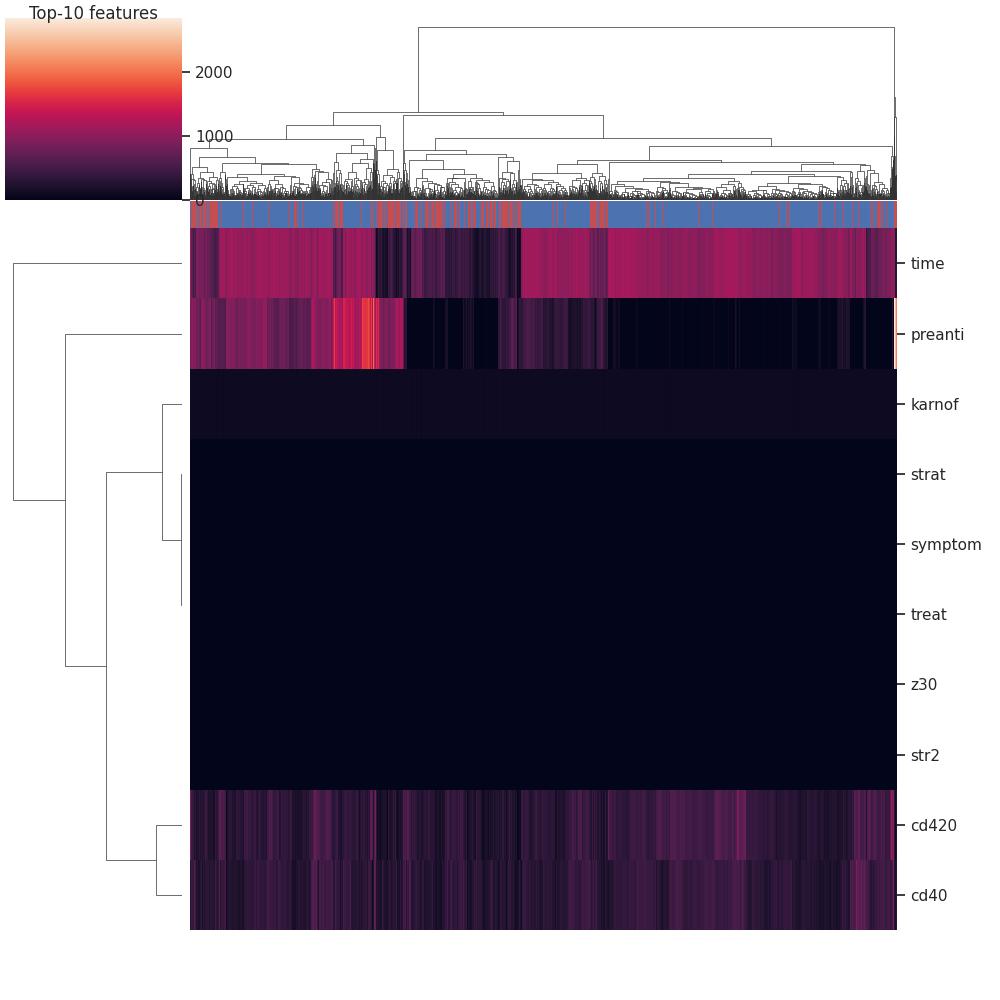 Top-10 features
2000
1000
0
time
preanti
karnof
strat
symptom
treat
z30
str2
cd420
cd40